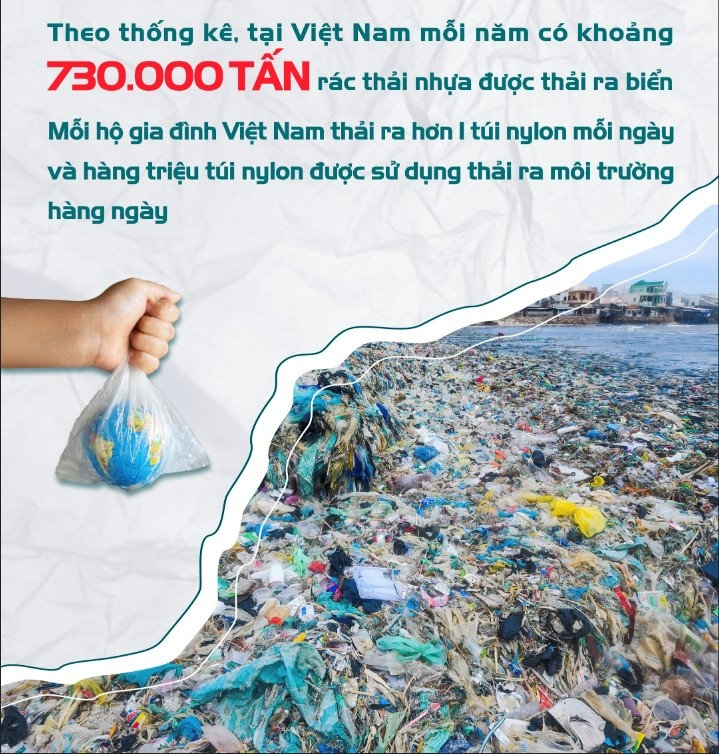 Theo thống kê, tại Việt Nam mỗi năm có khoảng
730.000 TẤN rác thải nhựa được thải ra biển
Mỗi hộ gia đình Việt Nam thải ra hơn 1 túi nylon mỗi ngày
và hàng triệu túi nylon được sử dụng thải ra môi trường
hàng ngày